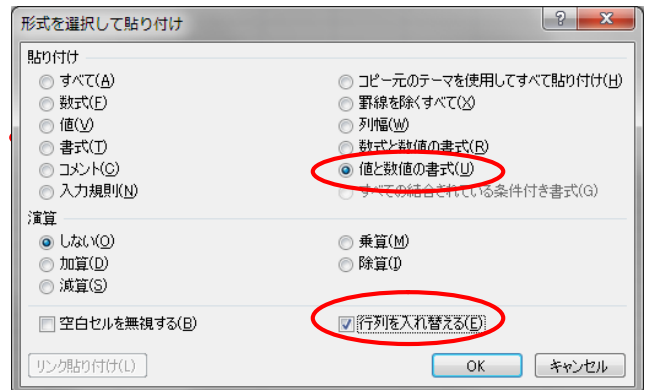 形式を選択して貼り付け
貼り付け
すべて(A)
コピー元のテーマを使用してすべて貼り付け(H)
数式(F)
罫線を除くすべて(X)
値(V)
列幅(W)
書式(T)
数式と数値の書式(R)
コメント(C)
値と数値の書式(U)
入力規則(N)
すべての結合されている条件付き書式(G)
演算
しない(O)
乗算(M)
加算(D)
除算(I)
減算(S)
空白セルを無視する(B)
行列を入れ替える(E)
リンク貼り付け(L)
OK
キャンセル